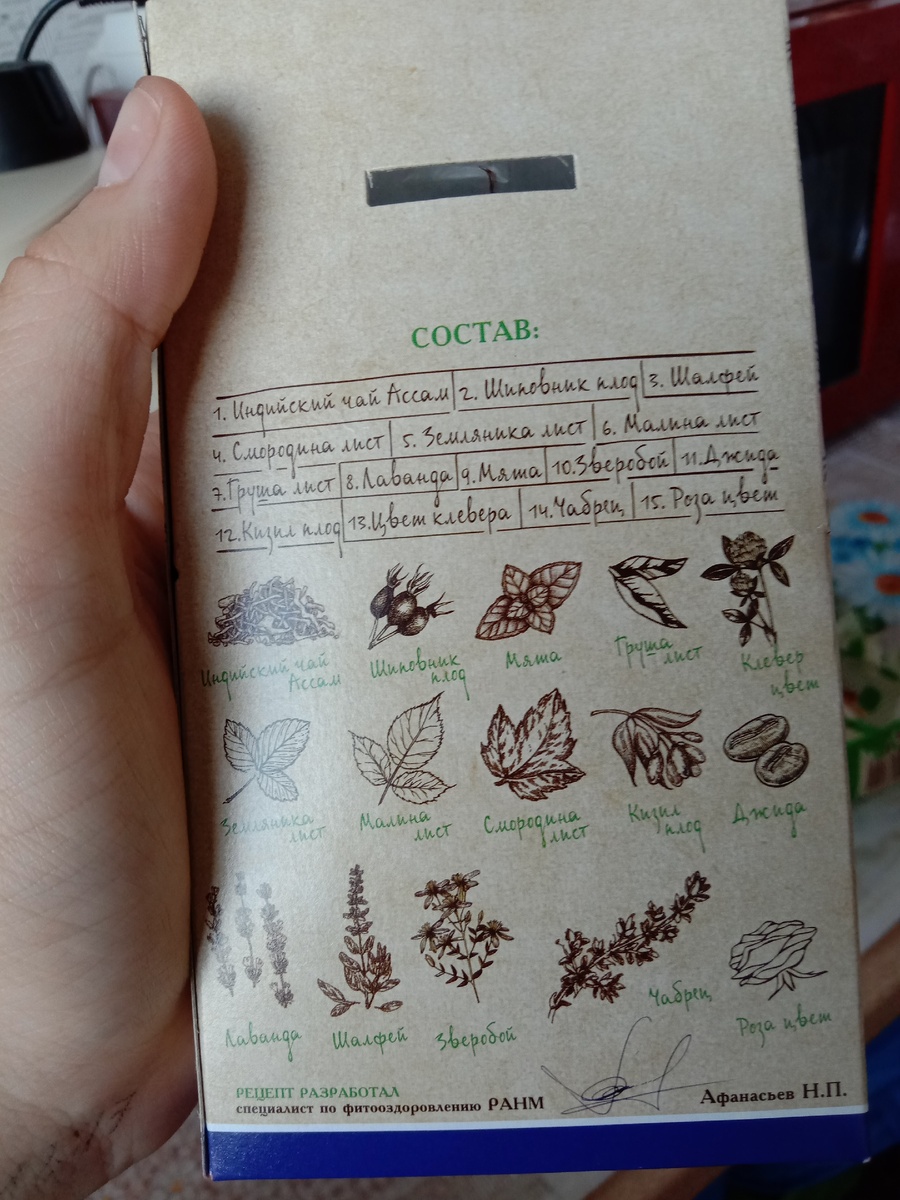 СОСТАВ:
1. Индийский чай Ассам 2. Шиповник плод 3. Шалфей
4. Смородина лист 5. Земляника лист 6. Малина лист
7. Груша лист 8. Лаванда 9. Мята 10. Зверобой 11. Джида
12. Кизил плод 13. Цвет клевера 14. Чабрец 15. Роза цвет
Индийский чай
Ассам
Шиповник
плод
Мята
Груша
лист
Клевер
цвет
Земляника
лист
Малина
лист
Смородина
лист
Кизил
плод
Джида
Лаванда
Шалфей
Зверобой
Чабрец
Роза цвет
РЕЦЕПТ РАЗРАБОТАЛ
специалист по фитооздоровлению РАНМ
Афанасьев Н.П.